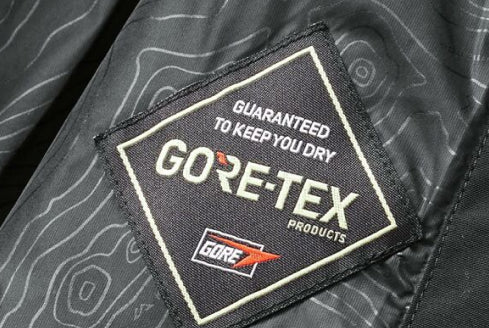 GUARANTEED
TO KEEP YOU DRY
GORE-TEX
PRODUCTS
GORE